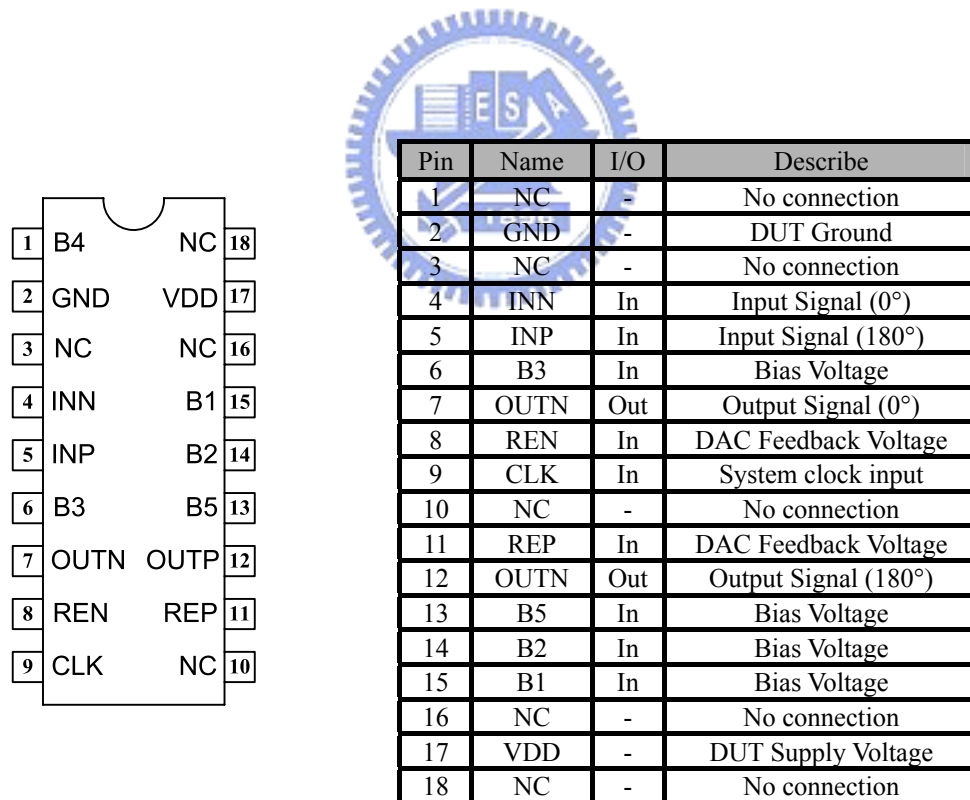 E S A
1896
1 B4 NC 18
2 GND VDD 17
3 NC NC 16
4 INN B1 15
5 INP B2 14
6 B3 B5 13
7 OUTN OUTP 12
8 REN REP 11
9 CLK NC 10
Pin Name I/O Describe
1 NC - No connection
2 GND - DUT Ground
3 NC - No connection
4 INN In Input Signal (0°)
5 INP In Input Signal (180°)
6 B3 In Bias Voltage
7 OUTN Out Output Signal (0°)
8 REN In DAC Feedback Voltage
9 CLK In System clock input
10 NC - No connection
11 REP In DAC Feedback Voltage
12 OUTN Out Output Signal (180°)
13 B5 In Bias Voltage
14 B2 In Bias Voltage
15 B1 In Bias Voltage
16 NC - No connection
17 VDD - DUT Supply Voltage
18 NC - No connection